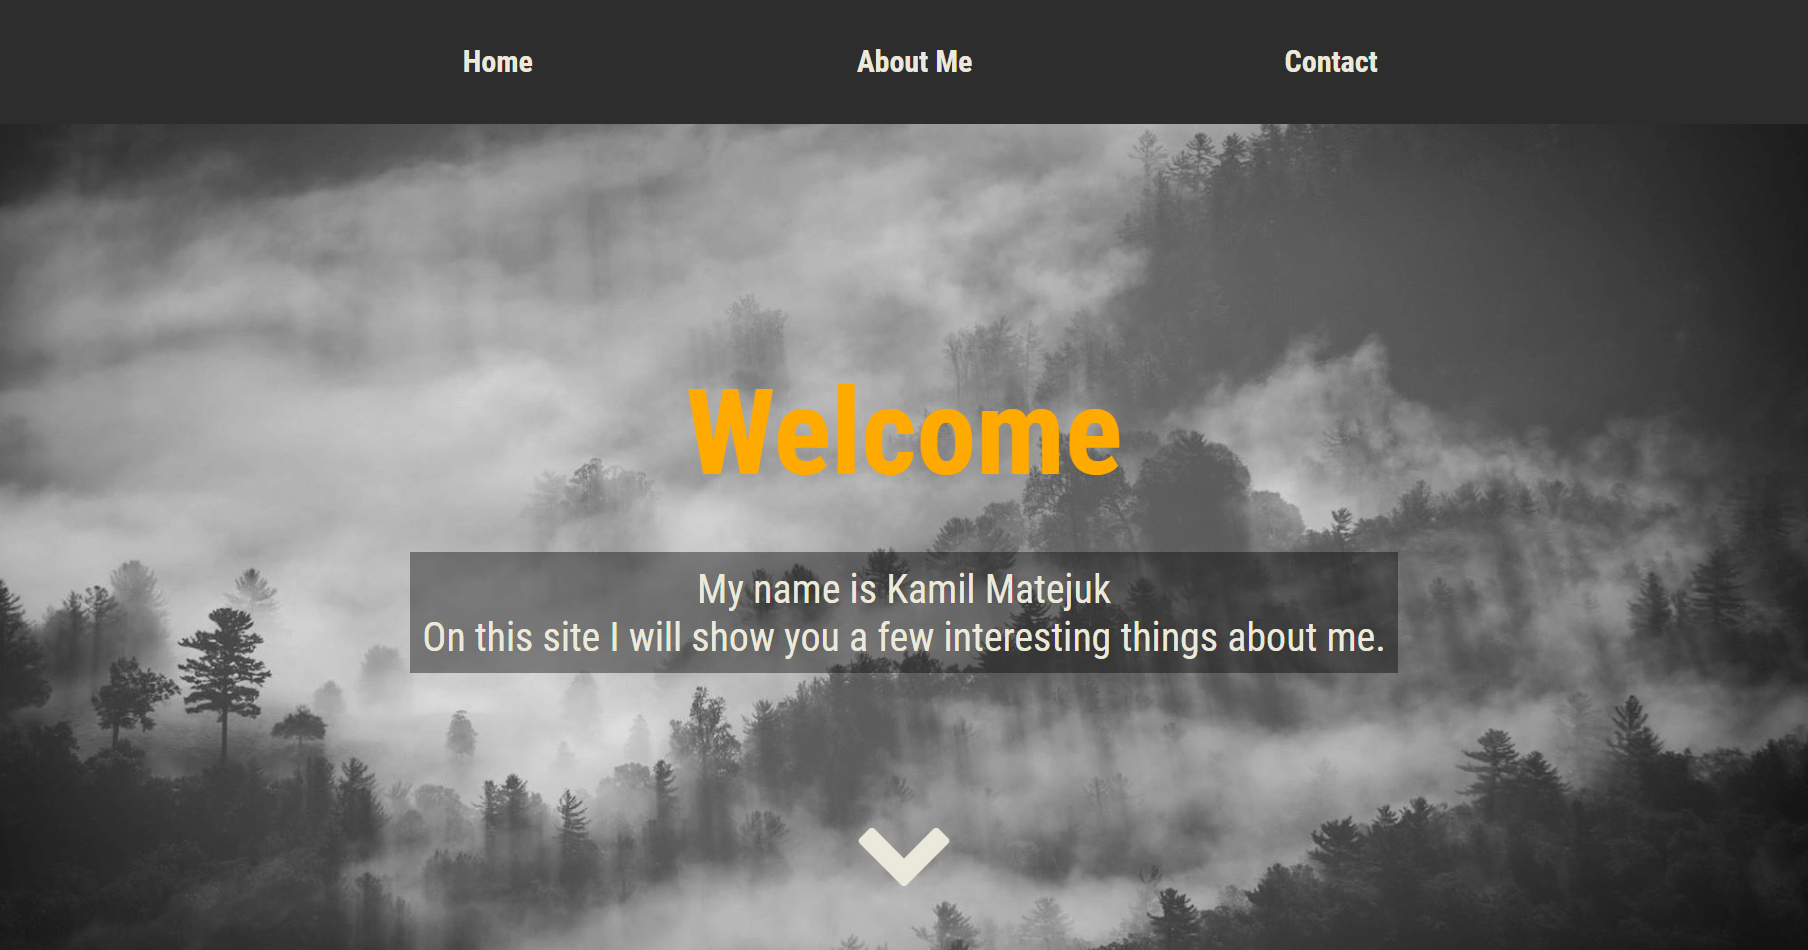 Home About Me Contact
Welcome
My name is Kamil Matejuk
On this site I will show you a few interesting things about me.